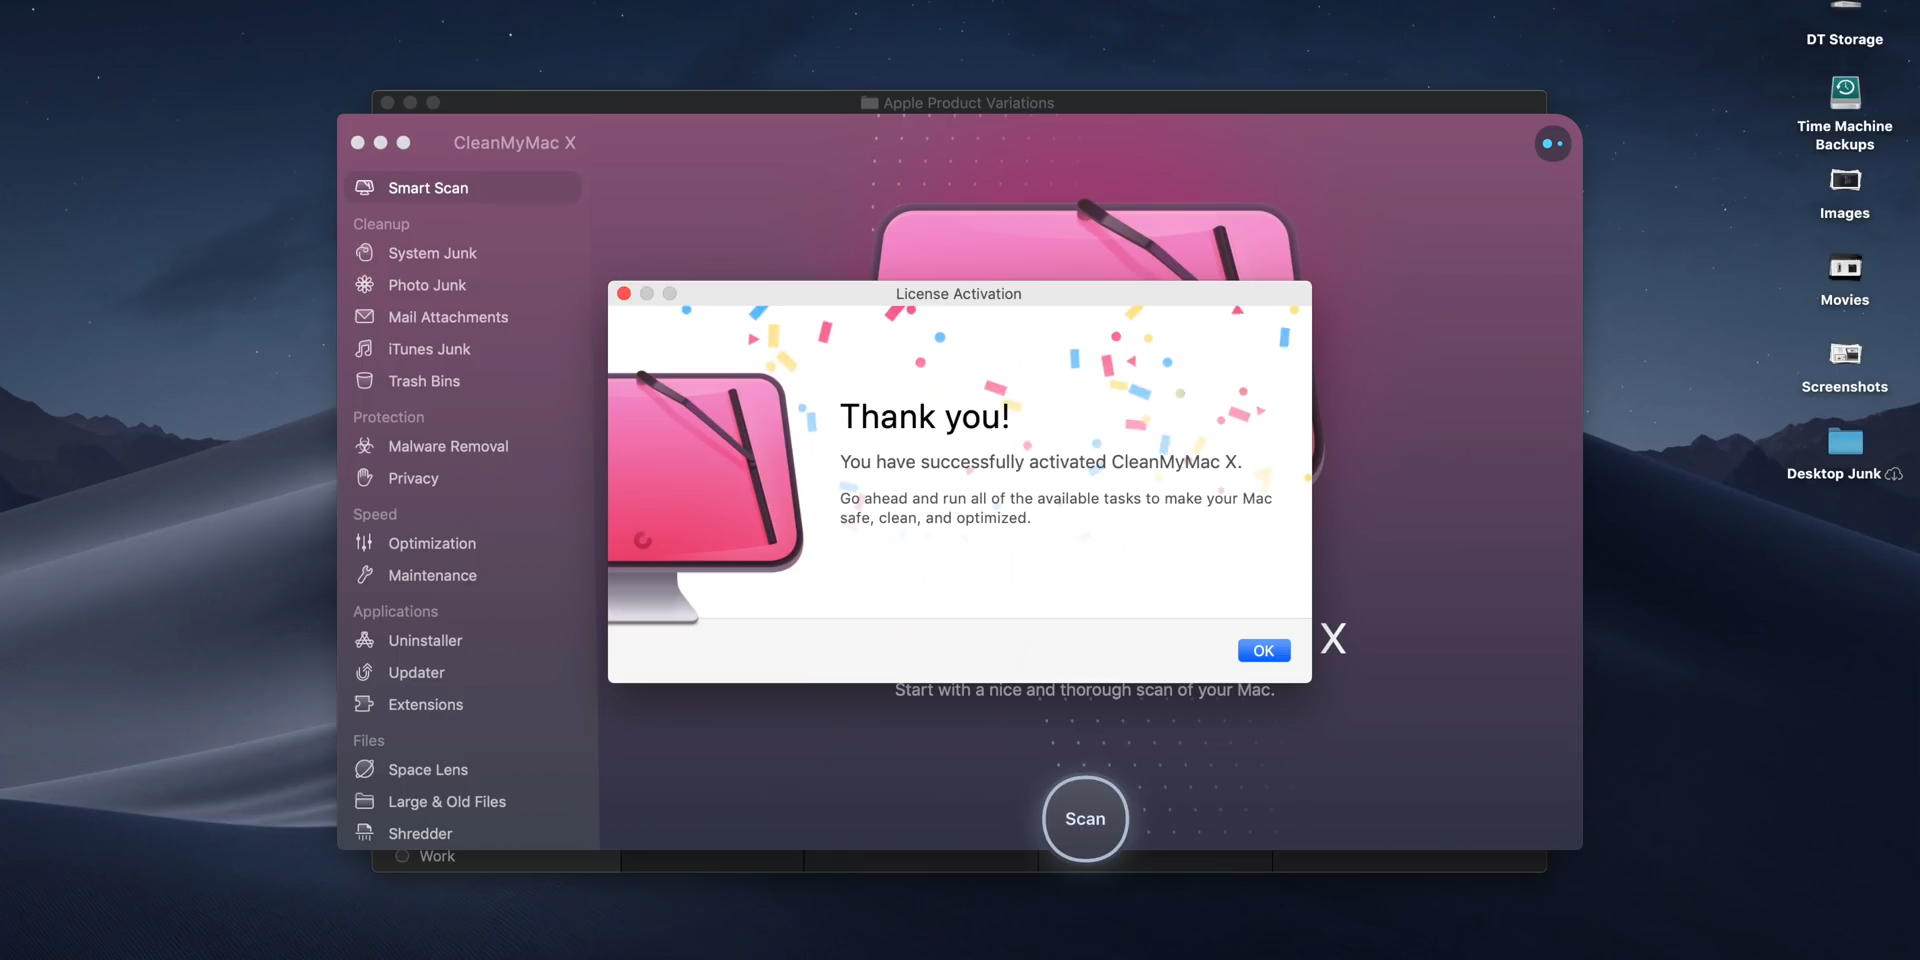 DT Storage
Apple Product Variations
Time Machine
Backups
Images
Movies
Screenshots
Desktop Junk
CleanMyMac X
Smart Scan
Cleanup
System Junk
Photo Junk
Mail Attachments
iTunes Junk
Trash Bins
Protection
Malware Removal
Privacy
Speed
Optimization
Maintenance
Applications
Uninstaller
Updater
Extensions
Files
Space Lens
Large & Old Files
Shredder
Work
License Activation
Thank you!
You have successfully activated CleanMyMac X.
Go ahead and run all of the available tasks to make your Mac
safe, clean, and optimized.
OK
X
Start with a nice and thorough scan of your Mac.
Scan